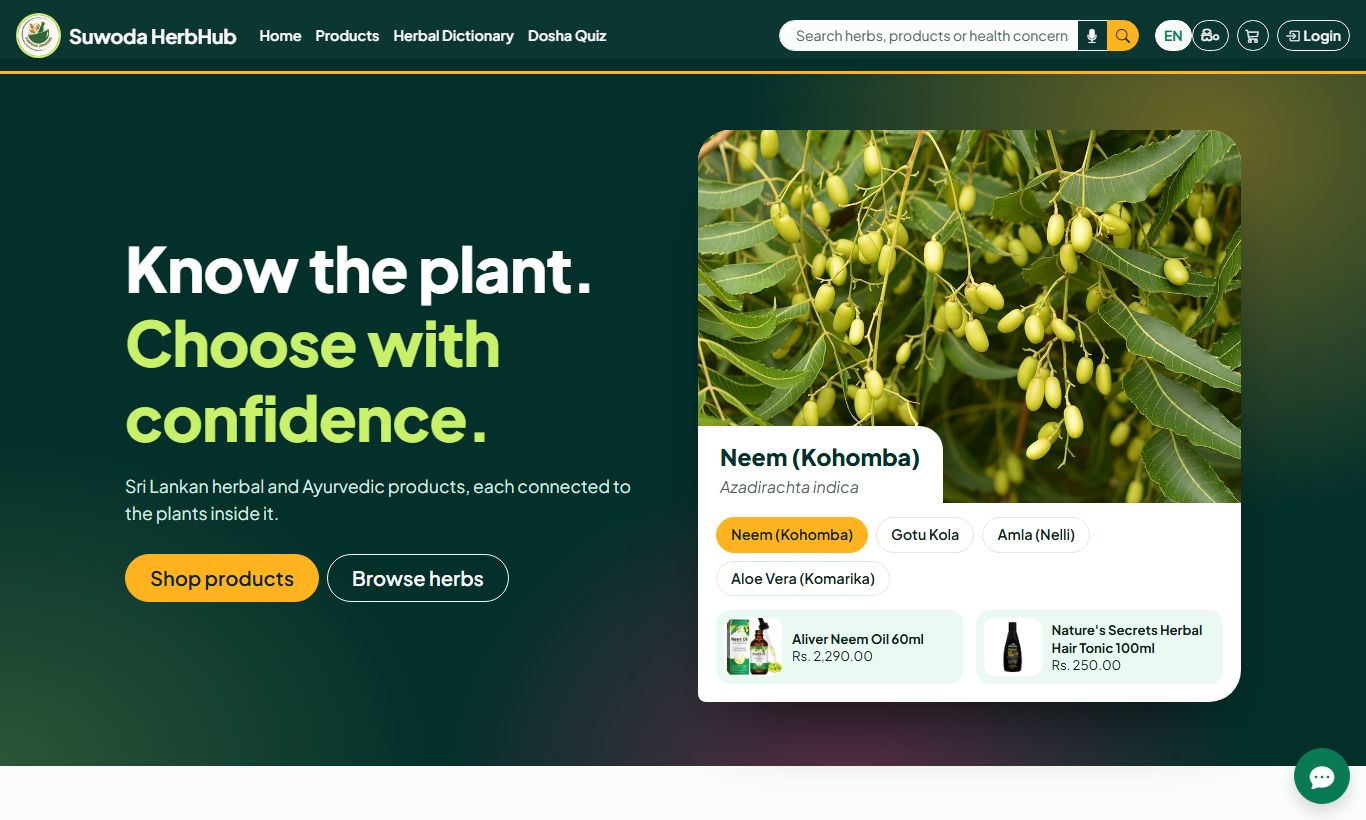 Suwoda HerbHub
Home
Products
Herbal Dictionary
Dosha Quiz
Search herbs, products or health concern
EN
සිං
Login
Know the plant.
Choose with
confidence.
Sri Lankan herbal and Ayurvedic products, each connected to
the plants inside it.
Shop products
Browse herbs
Neem (Kohomba)
Azadirachta indica
Neem (Kohomba)
Gotu Kola
Amla (Nelli)
Aloe Vera (Komarika)
Aliver Neem Oil 60ml
Rs. 2,290.00
Nature's Secrets Herbal
Hair Tonic 100ml
Rs. 250.00